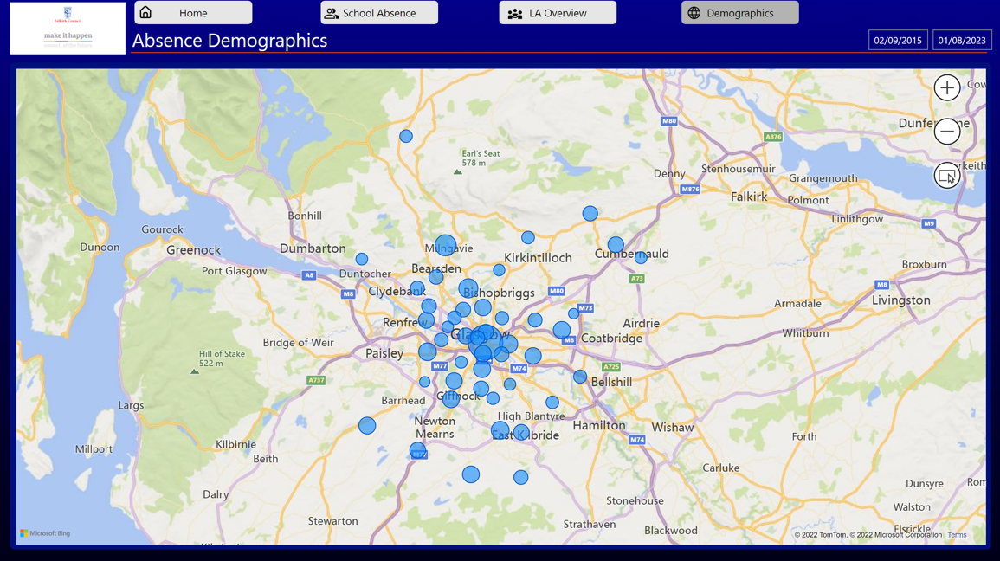 Falkirk Council
make it happen
council of the future
Home
School Absence
LA Overview
Demographics
Absence Demographics
02/09/2015
01/08/2023
M80
A876
Earl's Seat
578 m
Denny
Stenhousemuir
Grangemouth
M876
Falkirk
Polmont
Linlithgow
M9
Bonhill
Gourock
Dunoon
Greenock
Dumbarton
Milngavie
Kirkintilloch
Cumbernauld
Broxburn
Port Glasgow
A8
Duntocher
Bearsden
A73
M8
Clydebank
Bishopbriggs
M80
M8
Livingston
Armadale
M73
Renfrew
Airdrie
Whitburn
Glasgow
M8
Coatbridge
Bridge of Weir
Paisley
Hill of Stake
522 m
M77
M74
A725
A737
Bellshill
Largs
Barrhead
Giffnock
Newton
Mearns
High Blantyre
Hamilton
Wishaw
East Kilbride
M74
Forth
Kilbirnie
Millport
Beith
M77
Carluke
Dunsyre
Dalry
Stonehouse
Walston
Stewarton
Strathaven
Blackwood
Elsrickle
Microsoft Bing
© 2022 TomTom, © 2022 Microsoft Corporation Terms